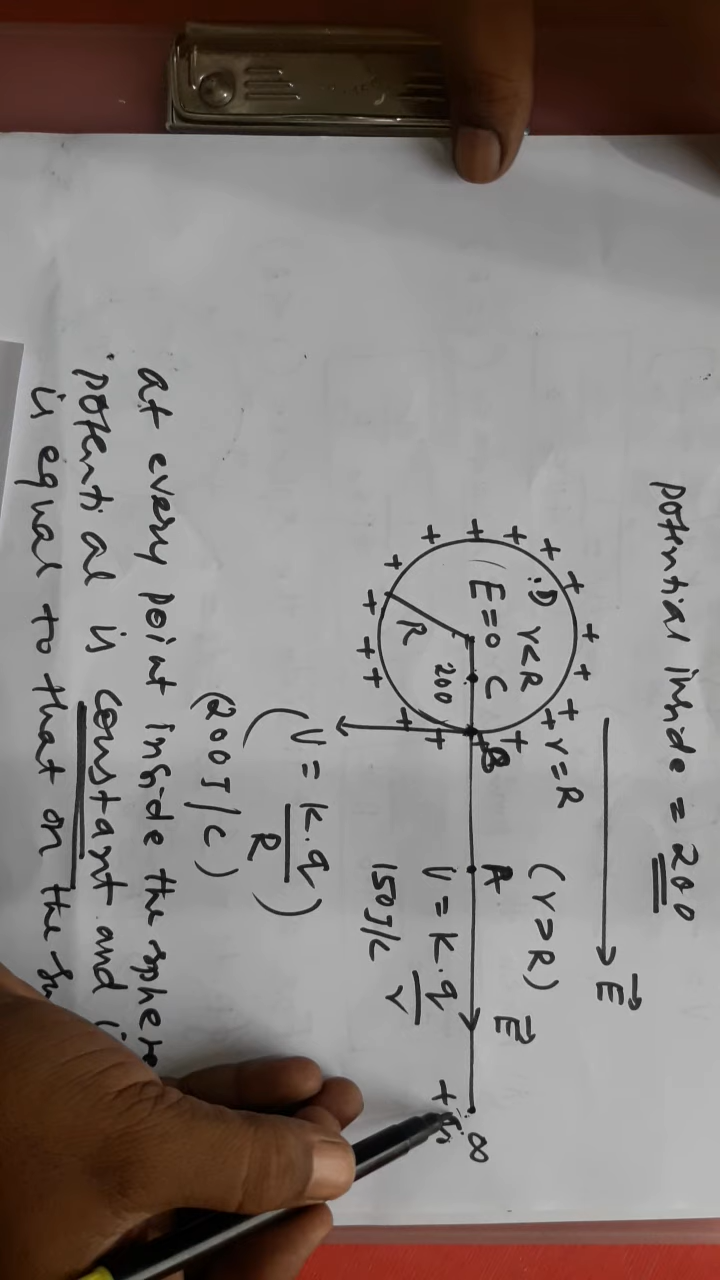 potential inside = 200
E⃗
(r>R)
r=R
.D r<R
E⃗
E=0
C
B
A
∞
200
R
V = k.q/r
150J/C
(V = k.q/R)
(200J/C)
at every point inside the sphere
potential is constant and
is equal to that on the